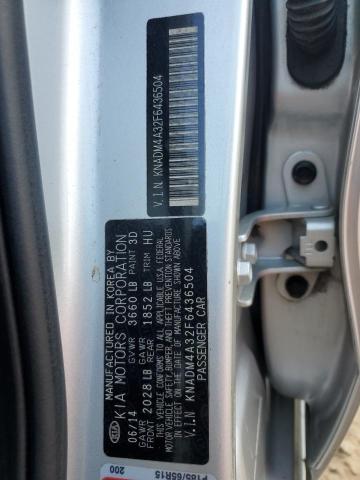 V.I.N KNADM4A32F6436504
MANUFACTURED IN KOREA BY
KIA MOTORS CORPORATION
06/14 GVWR 3660 LB PAINT 3D
GAWR FRONT 2028 LB GAWR REAR 1852 LB TRIM HU
THIS VEHICLE CONFORMS TO ALL APPLICABLE U.S.A. FEDERAL
MOTOR VEHICLE SAFETY, BUMPER, AND THEFT PREVENTION STANDARDS
IN EFFECT ON THE DATE OF MANUFACTURE SHOWN ABOVE
V.I.N KNADM4A32F6436504
PASSENGER CAR
KIA
P185/65R15
200